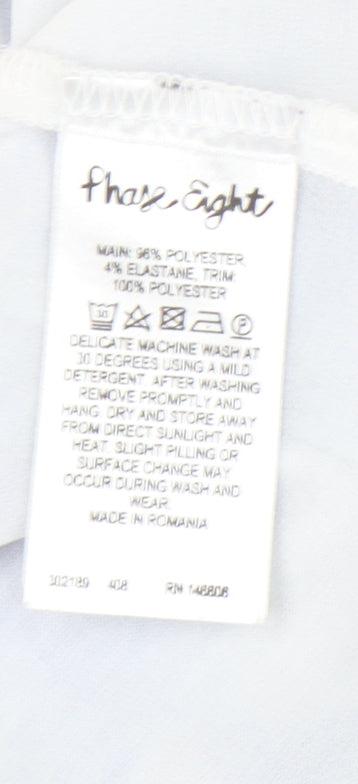 Phase Eight
MAIN: 96% POLYESTER,
4% ELASTANE, TRIM:
100% POLYESTER
30
P
DELICATE MACHINE WASH AT
30 DEGREES USING A MILD
DETERGENT. AFTER WASHING
REMOVE PROMPTLY AND
HANG. DRY AND STORE AWAY
FROM DIRECT SUNLIGHT AND
HEAT. SLIGHT PILLING OR
SURFACE CHANGE MAY
OCCUR DURING WASH AND
WEAR.
MADE IN ROMANIA
302189 408 RN 146806